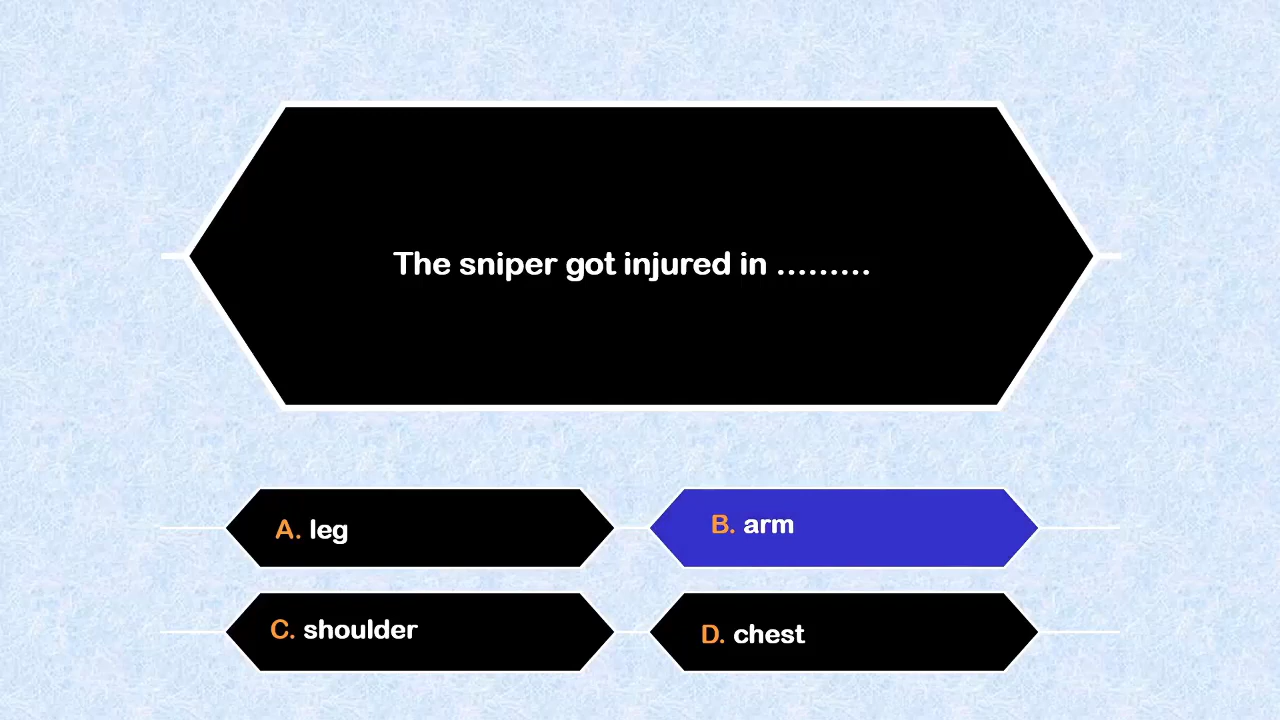 The sniper got injured in .........
A. leg
B. arm
C. shoulder
D. chest